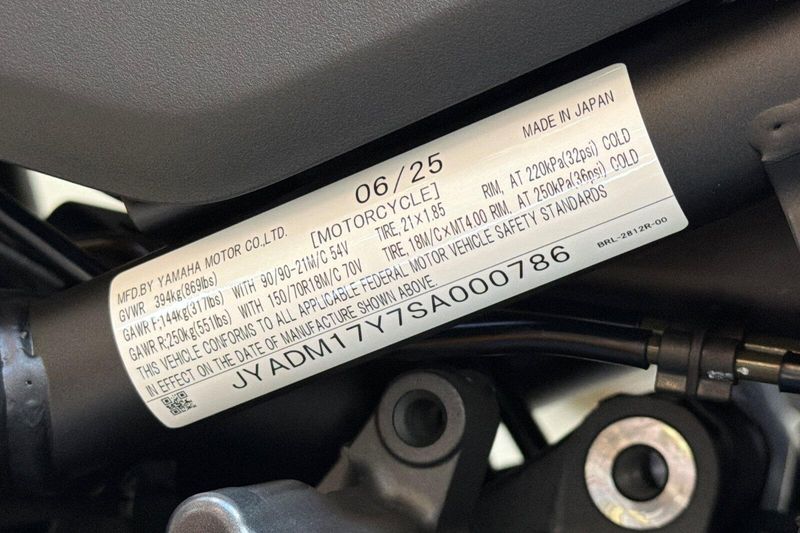 06/25 MADE IN JAPAN
MFD.BY YAMAHA MOTOR CO.,LTD. [MOTORCYCLE]
GVWR 394kg(869lbs)
GAWR F;144kg(317lbs) WITH 90/90-21M/C 54V TIRE, 21×1.85 RIM, AT 220kPa(32psi) COLD
GAWR R;250kg(551lbs) WITH 150/70R18M/C 70V TIRE, 18M/C×MT4.00 RIM, AT 250kPa(36psi) COLD
THIS VEHICLE CONFORMS TO ALL APPLICABLE FEDERAL MOTOR VEHICLE SAFETY STANDARDS
IN EFFECT ON THE DATE OF MANUFACTURE SHOWN ABOVE.
JYADM17Y7SA000786 BRL-2812R-00